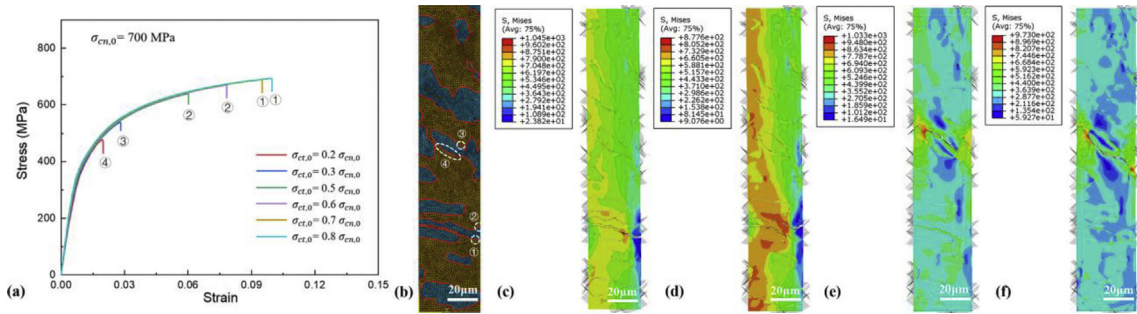 (a)
σcn,0 = 700 MPa
Stress (MPa)
800
600
400
200
0
①
①
②
②
③
④
σct,0 = 0.2 σcn,0
σct,0 = 0.3 σcn,0
σct,0 = 0.5 σcn,0
σct,0 = 0.6 σcn,0
σct,0 = 0.7 σcn,0
σct,0 = 0.8 σcn,0
0.00
0.03
0.06
0.09
0.12
0.15
Strain
(b)
③
④
②
①
20μm
(c)
S, Mises
(Avg: 75%)
+1.045e+03
+9.602e+02
+8.751e+02
+7.900e+02
+7.048e+02
+6.197e+02
+5.346e+02
+4.495e+02
+3.643e+02
+2.792e+02
+1.941e+02
+1.089e+02
+2.382e+01
20μm
(d)
S, Mises
(Avg: 75%)
+8.776e+02
+8.052e+02
+7.329e+02
+6.605e+02
+5.881e+02
+5.157e+02
+4.433e+02
+3.710e+02
+2.986e+02
+2.262e+02
+1.538e+02
+8.145e+01
+9.076e+00
20μm
(e)
S, Mises
(Avg: 75%)
+1.033e+03
+9.480e+02
+8.634e+02
+7.787e+02
+6.940e+02
+6.093e+02
+5.246e+02
+4.399e+02
+3.552e+02
+2.705e+02
+1.859e+02
+1.012e+02
+1.649e+01
20μm
(f)
S, Mises
(Avg: 75%)
+9.730e+02
+8.969e+02
+8.207e+02
+7.446e+02
+6.684e+02
+5.923e+02
+5.162e+02
+4.400e+02
+3.639e+02
+2.877e+02
+2.116e+02
+1.354e+02
+5.927e+01
20μm